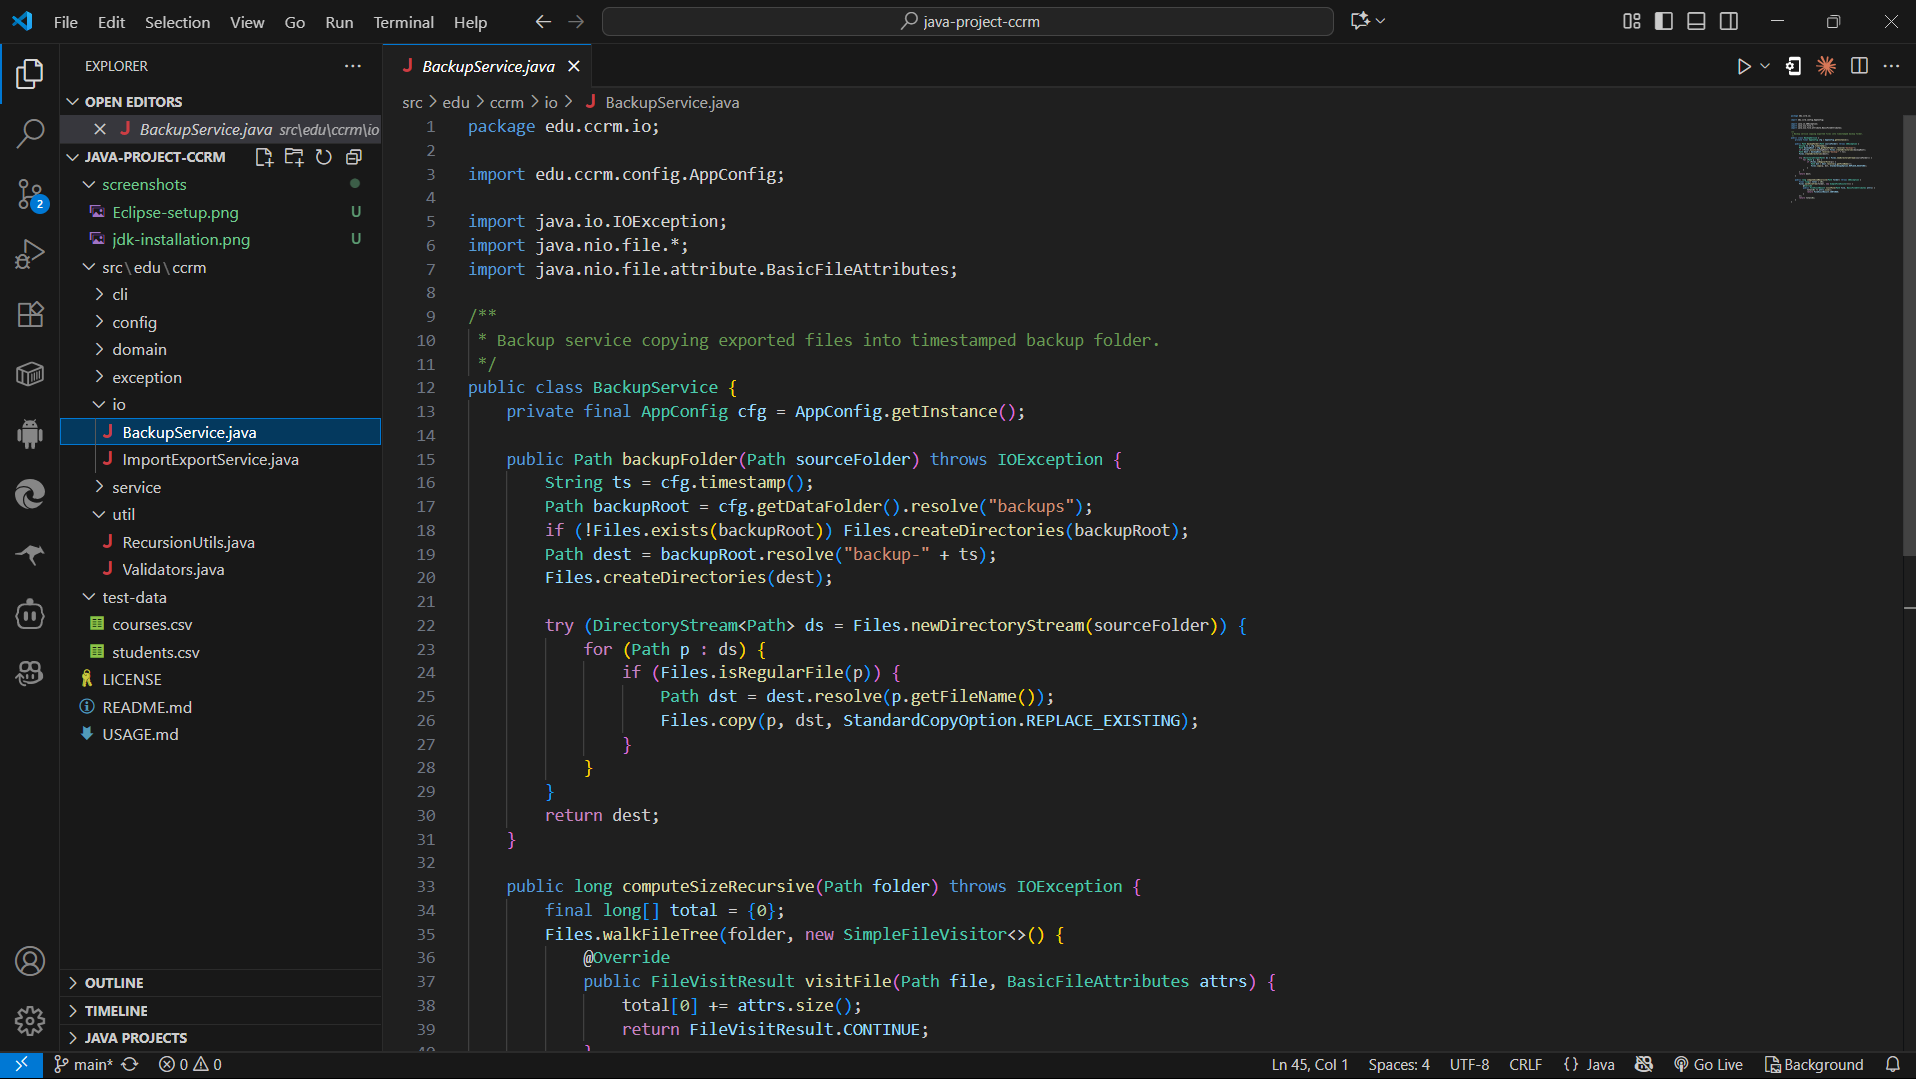 File Edit Selection View Go Run Terminal Help
java-project-ccrm
EXPLORER
OPEN EDITORS
BackupService.java src\edu\ccrm\io
JAVA-PROJECT-CCRM
screenshots
Eclipse-setup.png U
jdk-installation.png U
src\edu\ccrm
cli
config
domain
exception
io
BackupService.java
ImportExportService.java
service
util
RecursionUtils.java
Validators.java
test-data
courses.csv
students.csv
LICENSE
README.md
USAGE.md
OUTLINE
TIMELINE
JAVA PROJECTS
2
BackupService.java
src > edu > ccrm > io > BackupService.java
1 package edu.ccrm.io;
2
3 import edu.ccrm.config.AppConfig;
4
5 import java.io.IOException;
6 import java.nio.file.*;
7 import java.nio.file.attribute.BasicFileAttributes;
8
9 /**
10 * Backup service copying exported files into timestamped backup folder.
11 */
12 public class BackupService {
13 private final AppConfig cfg = AppConfig.getInstance();
14
15 public Path backupFolder(Path sourceFolder) throws IOException {
16 String ts = cfg.timestamp();
17 Path backupRoot = cfg.getDataFolder().resolve("backups");
18 if (!Files.exists(backupRoot)) Files.createDirectories(backupRoot);
19 Path dest = backupRoot.resolve("backup-" + ts);
20 Files.createDirectories(dest);
21
22 try (DirectoryStream<Path> ds = Files.newDirectoryStream(sourceFolder)) {
23 for (Path p : ds) {
24 if (Files.isRegularFile(p)) {
25 Path dst = dest.resolve(p.getFileName());
26 Files.copy(p, dst, StandardCopyOption.REPLACE_EXISTING);
27 }
28 }
29 }
30 return dest;
31 }
32
33 public long computeSizeRecursive(Path folder) throws IOException {
34 final long[] total = {0};
35 Files.walkFileTree(folder, new SimpleFileVisitor<>() {
36 @Override
37 public FileVisitResult visitFile(Path file, BasicFileAttributes attrs) {
38 total[0] += attrs.size();
39 return FileVisitResult.CONTINUE;
40 }
main* 0 0 Ln 45, Col 1 Spaces: 4 UTF-8 CRLF {} Java Go Live Background